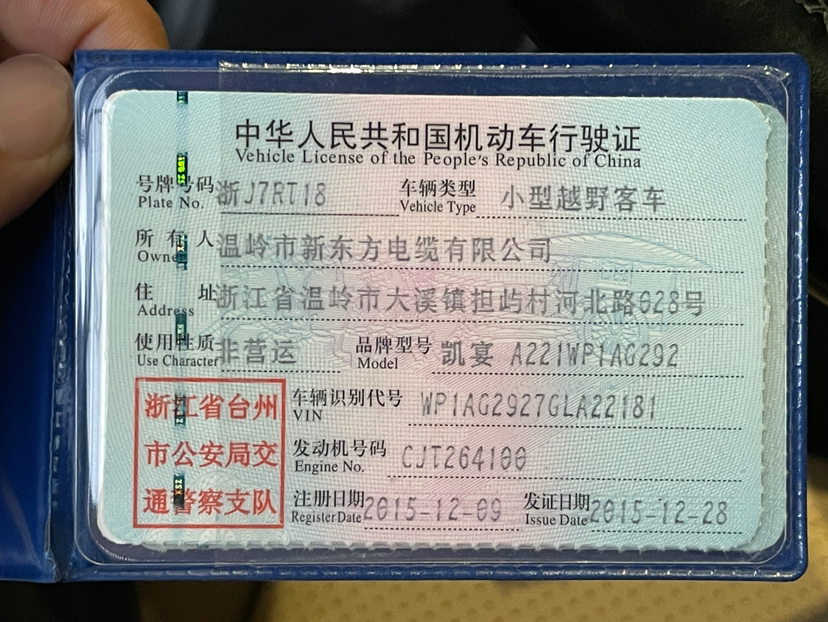 中华人民共和国机动车行驶证
Vehicle License of the People's Republic of China
号牌号码 浙J7RT18 车辆类型 小型越野客车
Plate No. Vehicle Type
所有人 温岭市新东方电缆有限公司
Owner
住址 浙江省温岭市大溪镇担屿村河北路028号
Address
使用性质 非营运 品牌型号 凯宴 A221WP1AG292
Use Character Model
浙江省台州
市公安局交
通警察支队
车辆识别代号 WP1AG2927GLA22181
VIN
发动机号码 CJT264100
Engine No.
注册日期 2015-12-09 发证日期 2015-12-28
Register Date Issue Date